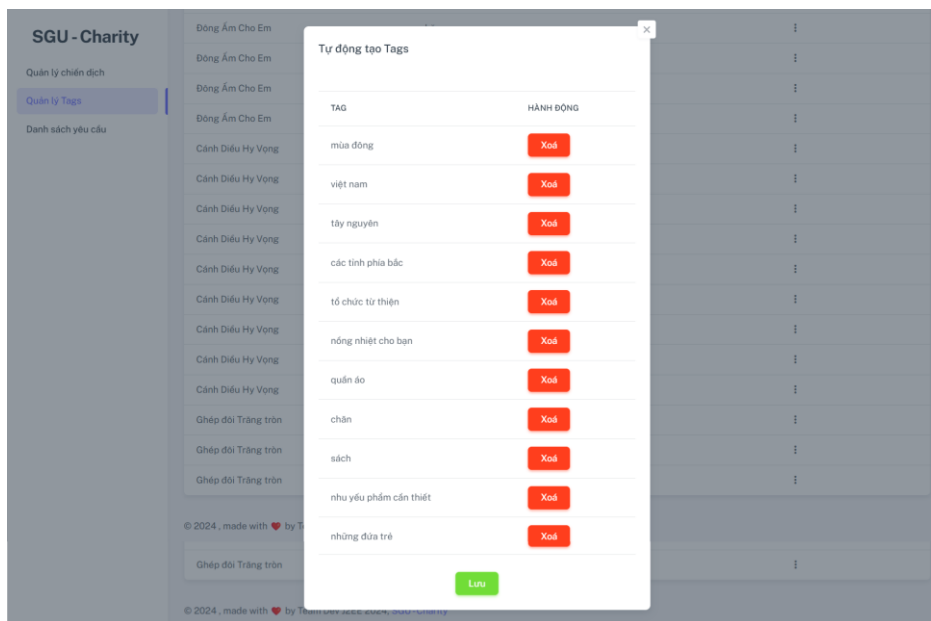 SGU - Charity
Quản lý chiến dịch
Quản lý Tags
Danh sách yêu cầu
Đông Ấm Cho Em
Đông Ấm Cho Em
Đông Ấm Cho Em
Đông Ấm Cho Em
Cánh Diều Hy Vọng
Cánh Diều Hy Vọng
Cánh Diều Hy Vọng
Cánh Diều Hy Vọng
Cánh Diều Hy Vọng
Cánh Diều Hy Vọng
Cánh Diều Hy Vọng
Cánh Diều Hy Vọng
Cánh Diều Hy Vọng
Ghép đôi Trăng tròn
Ghép đôi Trăng tròn
Ghép đôi Trăng tròn
© 2024 , made with ❤️ by
Ghép đôi Trăng tròn
© 2024 , made with ❤️ by Team Dev J2EE 2024, SGU-Charity
Tự động tạo Tags
TAG HÀNH ĐỘNG
mùa đông Xoá
việt nam Xoá
tây nguyên Xoá
các tỉnh phía bắc Xoá
tổ chức từ thiện Xoá
nồng nhiệt cho bạn Xoá
quần áo Xoá
chăn Xoá
sách Xoá
nhu yếu phẩm cần thiết Xoá
những đứa trẻ Xoá
Lưu